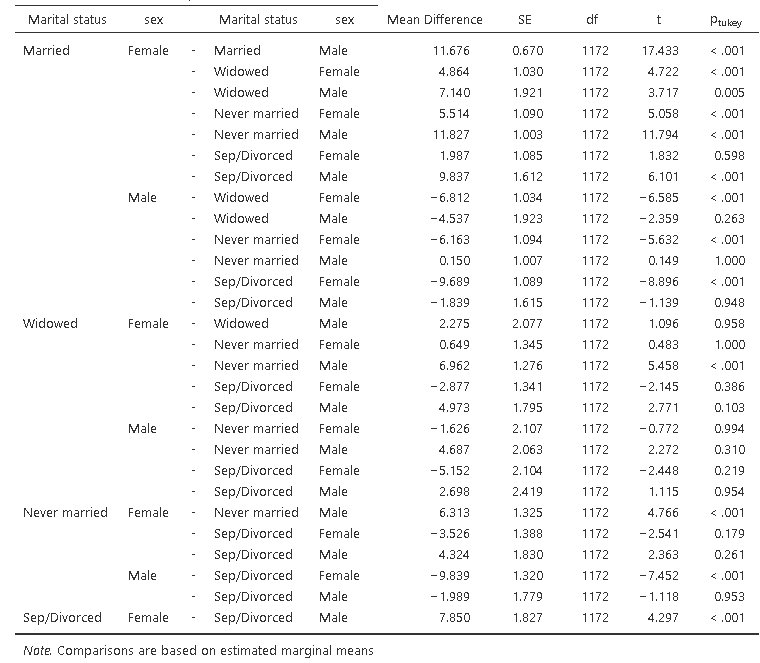 Marital status sex Marital status sex Mean Difference SE df t ptukey
Married Female - Married Male 11.676 0.670 1172 17.433 < .001
- Widowed Female 4.864 1.030 1172 4.722 < .001
- Widowed Male 7.140 1.921 1172 3.717 0.005
- Never married Female 5.514 1.090 1172 5.058 < .001
- Never married Male 11.827 1.003 1172 11.794 < .001
- Sep/Divorced Female 1.987 1.085 1172 1.832 0.598
- Sep/Divorced Male 9.837 1.612 1172 6.101 < .001
Male - Widowed Female −6.812 1.034 1172 −6.585 < .001
- Widowed Male −4.537 1.923 1172 −2.359 0.263
- Never married Female −6.163 1.094 1172 −5.632 < .001
- Never married Male 0.150 1.007 1172 0.149 1.000
- Sep/Divorced Female −9.689 1.089 1172 −8.896 < .001
- Sep/Divorced Male −1.839 1.615 1172 −1.139 0.948
Widowed Female - Widowed Male 2.275 2.077 1172 1.096 0.958
- Never married Female 0.649 1.345 1172 0.483 1.000
- Never married Male 6.962 1.276 1172 5.458 < .001
- Sep/Divorced Female −2.877 1.341 1172 −2.145 0.386
- Sep/Divorced Male 4.973 1.795 1172 2.771 0.103
Male - Never married Female −1.626 2.107 1172 −0.772 0.994
- Never married Male 4.687 2.063 1172 2.272 0.310
- Sep/Divorced Female −5.152 2.104 1172 −2.448 0.219
- Sep/Divorced Male 2.698 2.419 1172 1.115 0.954
Never married Female - Never married Male 6.313 1.325 1172 4.766 < .001
- Sep/Divorced Female −3.526 1.388 1172 −2.541 0.179
- Sep/Divorced Male 4.324 1.830 1172 2.363 0.261
Male - Sep/Divorced Female −9.839 1.320 1172 −7.452 < .001
- Sep/Divorced Male −1.989 1.779 1172 −1.118 0.953
Sep/Divorced Female - Sep/Divorced Male 7.850 1.827 1172 4.297 < .001
Note. Comparisons are based on estimated marginal means